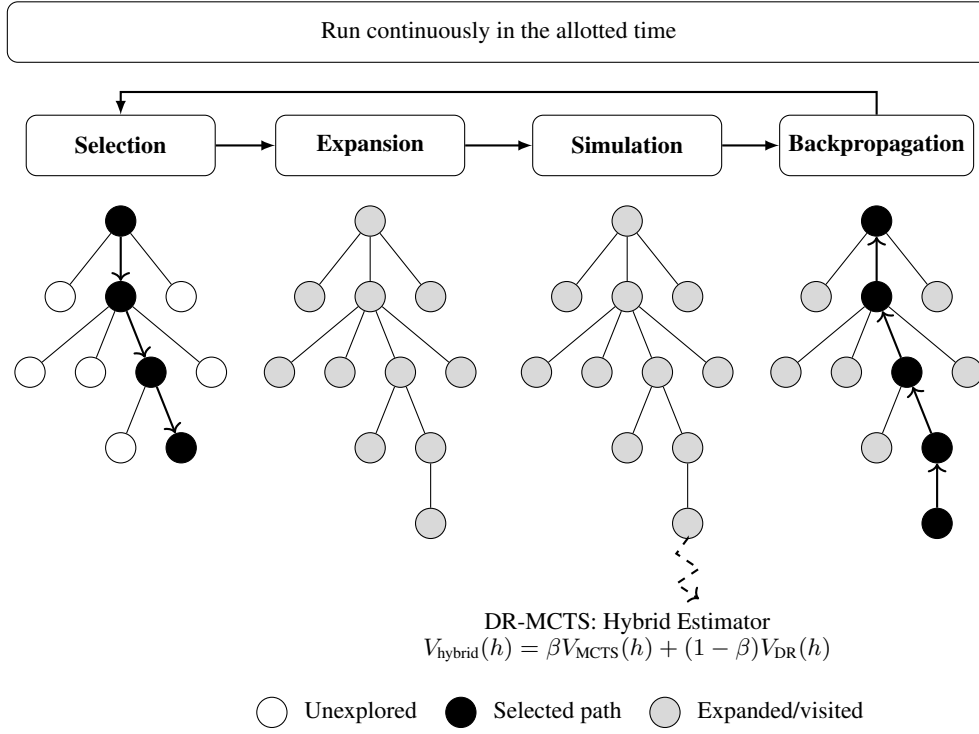 Run continuously in the allotted time
Selection
Expansion
Simulation
Backpropagation
DR-MCTS: Hybrid Estimator
V_hybrid(h) = βV_MCTS(h) + (1 − β)V_DR(h)
Unexplored
Selected path
Expanded/visited